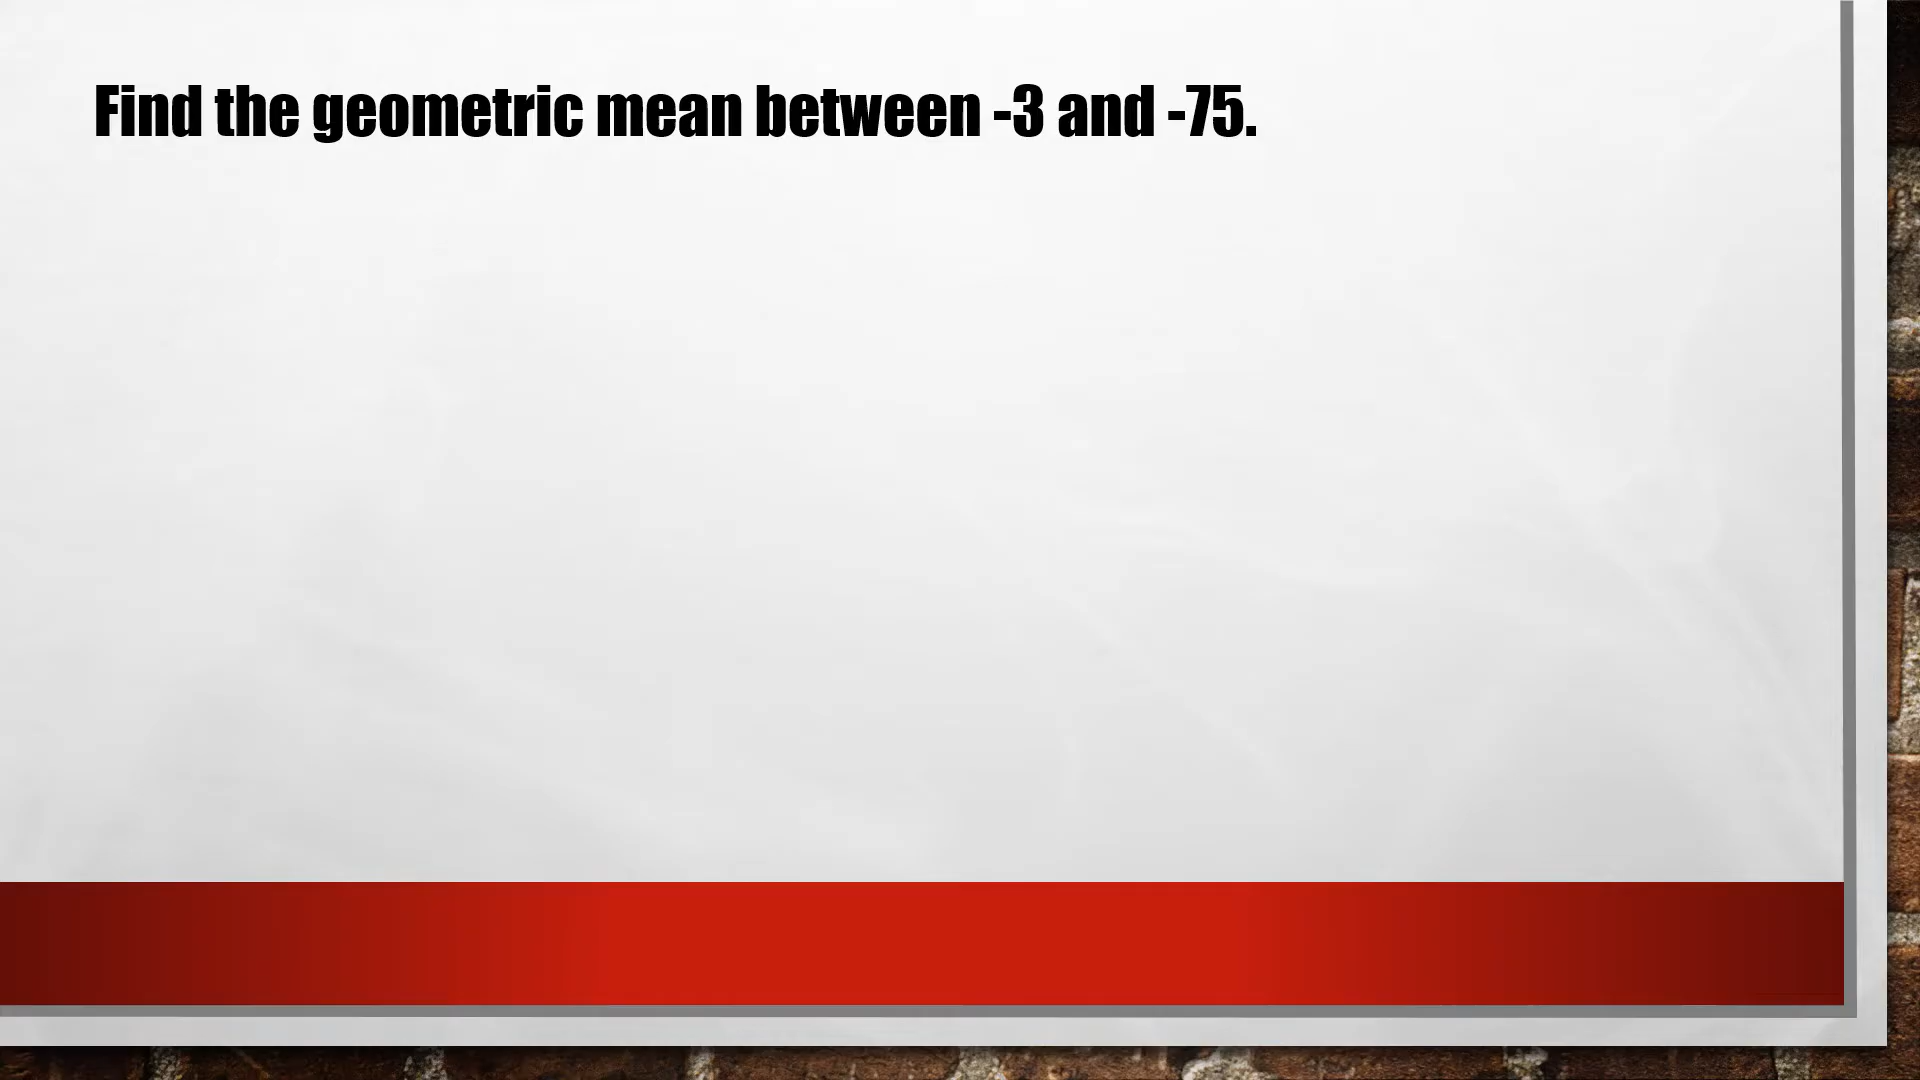 Find the geometric mean between -3 and -75.